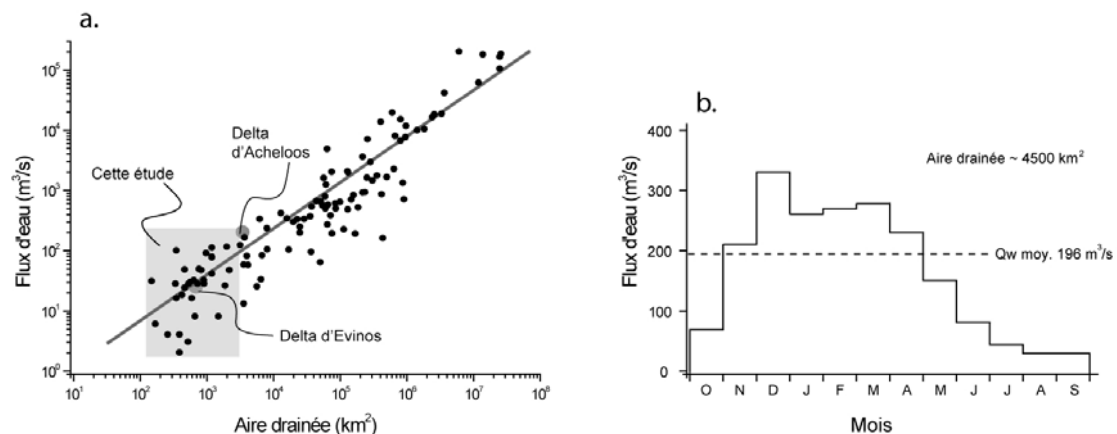 a.
Flux d'eau (m³/s)
10⁵
10⁴
10³
10²
10¹
10⁰
Delta
d'Acheloos
Cette étude
Delta d'Evinos
10¹ 10² 10³ 10⁴ 10⁵ 10⁶ 10⁷ 10⁸
Aire drainée (km²)
b.
Flux d'eau (m³/s)
400
300
200
100
0
Aire drainée ~ 4500 km²
Qw moy. 196 m³/s
O N D J F M A M J J A S
Mois